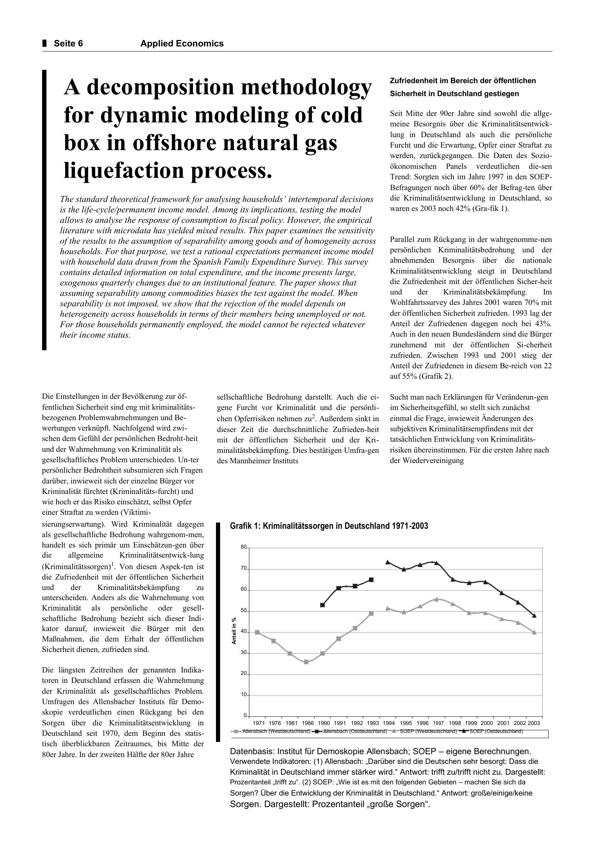 Seite 6
Applied Economics
A decomposition methodology
for dynamic modeling of cold
box in offshore natural gas
liquefaction process.
The standard theoretical framework for analysing households´ intertemporal decisions
is the life-cycle/permanent income model. Among its implications, testing the model
allows to analyse the response of consumption to fiscal policy. However, the empirical
literature with microdata has yielded mixed results. This paper examines the sensitivity
of the results to the assumption of separability among goods and of homogeneity across
households. For that purpose, we test a rational expectations permanent income model
with household data drawn from the Spanish Family Expenditure Survey. This survey
contains detailed information on total expenditure, and the income presents large,
exogenous quarterly changes due to an institutional feature. The paper shows that
assuming separability among commodities biases the test against the model. When
separability is not imposed, we show that the rejection of the model depends on
heterogeneity across households in terms of their members being unemployed or not.
For those households permanently employed, the model cannot be rejected whatever
their income status.
Zufriedenheit im Bereich der öffentlichen
Sicherheit in Deutschland gestiegen
Seit Mitte der 90er Jahre sind sowohl die allge-
meine Besorgnis über die Kriminalitätsentwick-
lung in Deutschland als auch die persönliche
Furcht und die Erwartung, Opfer einer Straftat zu
werden, zurückgegangen. Die Daten des Sozio-
ökonomischen Panels verdeutlichen die-sen
Trend: Sorgten sich im Jahre 1997 in den SOEP-
Befragungen noch über 60% der Befrag-ten über
die Kriminalitätsentwicklung in Deutschland, so
waren es 2003 noch 42% (Gra-fik 1).
Parallel zum Rückgang in der wahrgenomme-nen
persönlichen Kriminalitätsbedrohung und der
abnehmenden Besorgnis über die nationale
Kriminalitätsentwicklung steigt in Deutschland
die Zufriedenheit mit der öffentlichen Sicher-heit
und der Kriminalitätsbekämpfung. Im
Wohlfahrtssurvey des Jahres 2001 waren 70% mit
der öffentlichen Sicherheit zufrieden. 1993 lag der
Anteil der Zufriedenen dagegen noch bei 43%.
Auch in den neuen Bundesländern sind die Bürger
zunehmend mit der öffentlichen Si-cherheit
zufrieden. Zwischen 1993 und 2001 stieg der
Anteil der Zufriedenen in diesem Be-reich von 22
auf 55% (Grafik 2).
Die Einstellungen in der Bevölkerung zur öf-
fentlichen Sicherheit sind eng mit kriminalitäts-
bezogenen Problemwahrnehmungen und Be-
wertungen verknüpft. Nachfolgend wird zwi-
schen dem Gefühl der persönlichen Bedroht-heit
und der Wahrnehmung von Kriminalität als
gesellschaftliches Problem unterschieden. Un-ter
persönlicher Bedrohtheit subsumieren sich Fragen
darüber, inwieweit sich der einzelne Bürger vor
Kriminalität fürchtet (Kriminalitäts-furcht) und
wie hoch er das Risiko einschätzt, selbst Opfer
einer Straftat zu werden (Viktimi-
sierungserwartung). Wird Kriminalität dagegen
als gesellschaftliche Bedrohung wahrgenom-men,
handelt es sich primär um Einschätzun-gen über
die allgemeine Kriminalitätsentwick-lung
(Kriminalitätssorgen)1. Von diesen Aspek-ten ist
die Zufriedenheit mit der öffentlichen Sicherheit
und der Kriminalitätsbekämpfung zu
unterscheiden. Anders als die Wahrnehmung von
Kriminalität als persönliche oder gesell-
schaftliche Bedrohung bezieht sich dieser Indi-
kator darauf, inwieweit die Bürger mit den
Maßnahmen, die dem Erhalt der öffentlichen
Sicherheit dienen, zufrieden sind.
Die längsten Zeitreihen der genannten Indika-
toren in Deutschland erfassen die Wahrnehmung
der Kriminalität als gesellschaftliches Problem.
Umfragen des Allensbacher Instituts für Demo-
skopie verdeutlichen einen Rückgang bei den
Sorgen über die Kriminalitätsentwicklung in
Deutschland seit 1970, dem Beginn des statis-
tisch überblickbaren Zeitraumes, bis Mitte der
80er Jahre. In der zweiten Hälfte der 80er Jahre
sellschaftliche Bedrohung darstellt. Auch die ei-
gene Furcht vor Kriminalität und die persönli-
chen Opferrisiken nehmen zu2. Außerdem sinkt in
dieser Zeit die durchschnittliche Zufrieden-heit
mit der öffentlichen Sicherheit und der Kri-
minalitätsbekämpfung. Dies bestätigen Umfra-gen
des Mannheimer Instituts
Sucht man nach Erklärungen für Veränderun-gen
im Sicherheitsgefühl, so stellt sich zunächst
einmal die Frage, inwieweit Änderungen des
subjektiven Kriminalitätsempfindens mit der
tatsächlichen Entwicklung von Kriminalitäts-
risiken übereinstimmen. Für die ersten Jahre nach
der Wiedervereinigung
Grafik 1: Kriminalitätssorgen in Deutschland 1971-2003
Anteil in %
80
70
60
50
40
30
20
10
0
1971 1976 1981 1986 1990 1991 1992 1993 1994 1995 1996 1997 1998 1999 2000 2001 2002 2003
Allensbach (Westdeutschland) Allensbach (Ostdeutschland) SOEP (Westdeutschland) SOEP (Ostdeutschland)
Datenbasis: Institut für Demoskopie Allensbach; SOEP – eigene Berechnungen.
Verwendete Indikatoren: (1) Allensbach: „Darüber sind die Deutschen sehr besorgt: Dass die
Kriminalität in Deutschland immer stärker wird.“ Antwort: trifft zu/trifft nicht zu. Dargestellt:
Prozentanteil „trifft zu“. (2) SOEP: „Wie ist es mit den folgenden Gebieten – machen Sie sich da
Sorgen? Über die Entwicklung der Kriminalität in Deutschland.“ Antwort: große/einige/keine
Sorgen. Dargestellt: Prozentanteil „große Sorgen“.